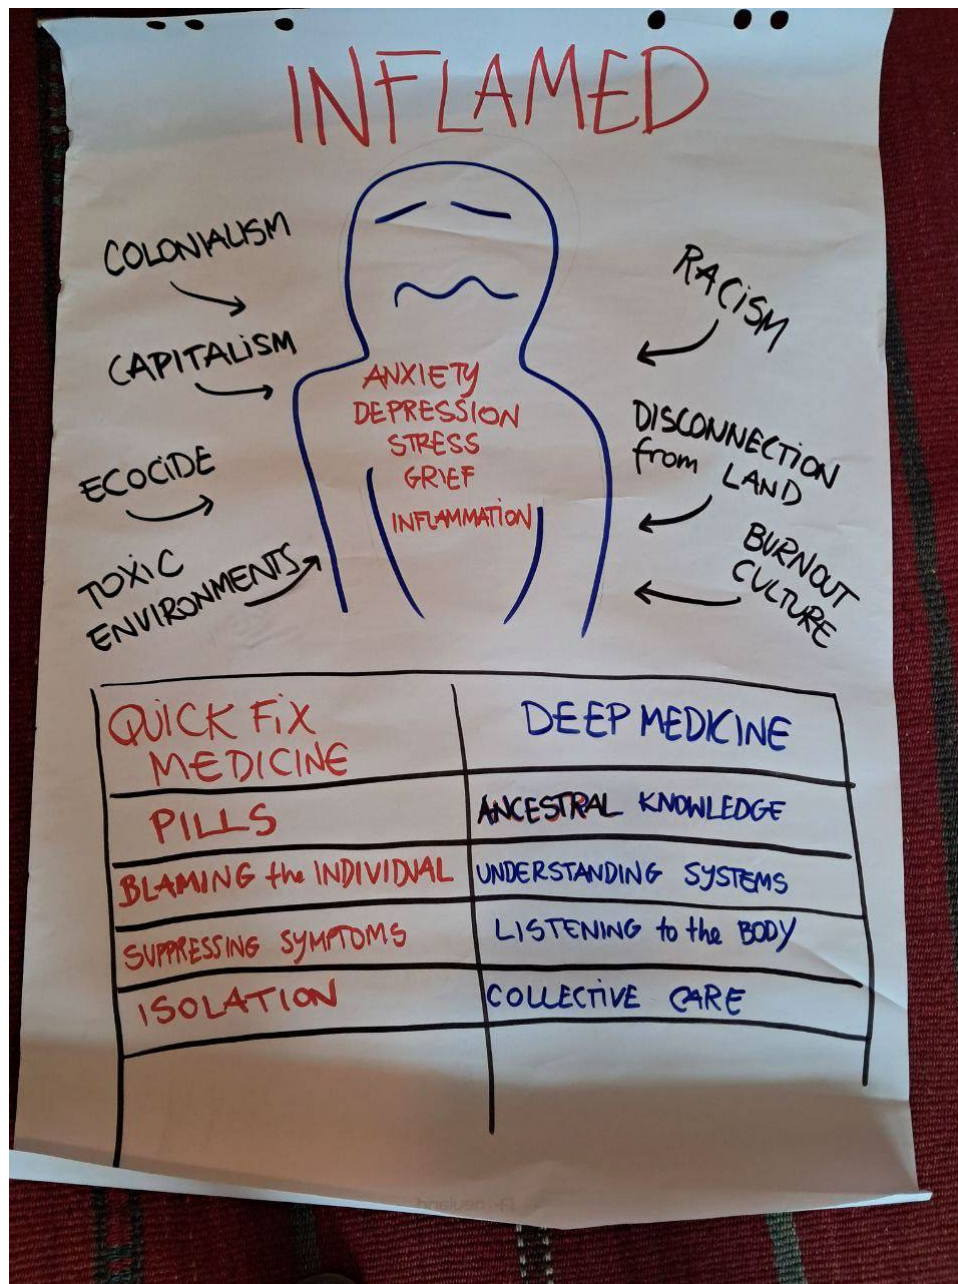 INFLAMED
COLONIALISM
CAPITALISM
ECOCIDE
TOXIC
ENVIRONMENTS
ANXIETY
DEPRESSION
STRESS
GRIEF
INFLAMMATION
RACISM
DISCONNECTION
from LAND
BURNOUT
CULTURE
QUICK FIX
MEDICINE
DEEP MEDICINE
PILLS
ANCESTRAL KNOWLEDGE
BLAMING the INDIVIDUAL
UNDERSTANDING SYSTEMS
SUPPRESSING SYMPTOMS
LISTENING to the BODY
ISOLATION
COLLECTIVE CARE